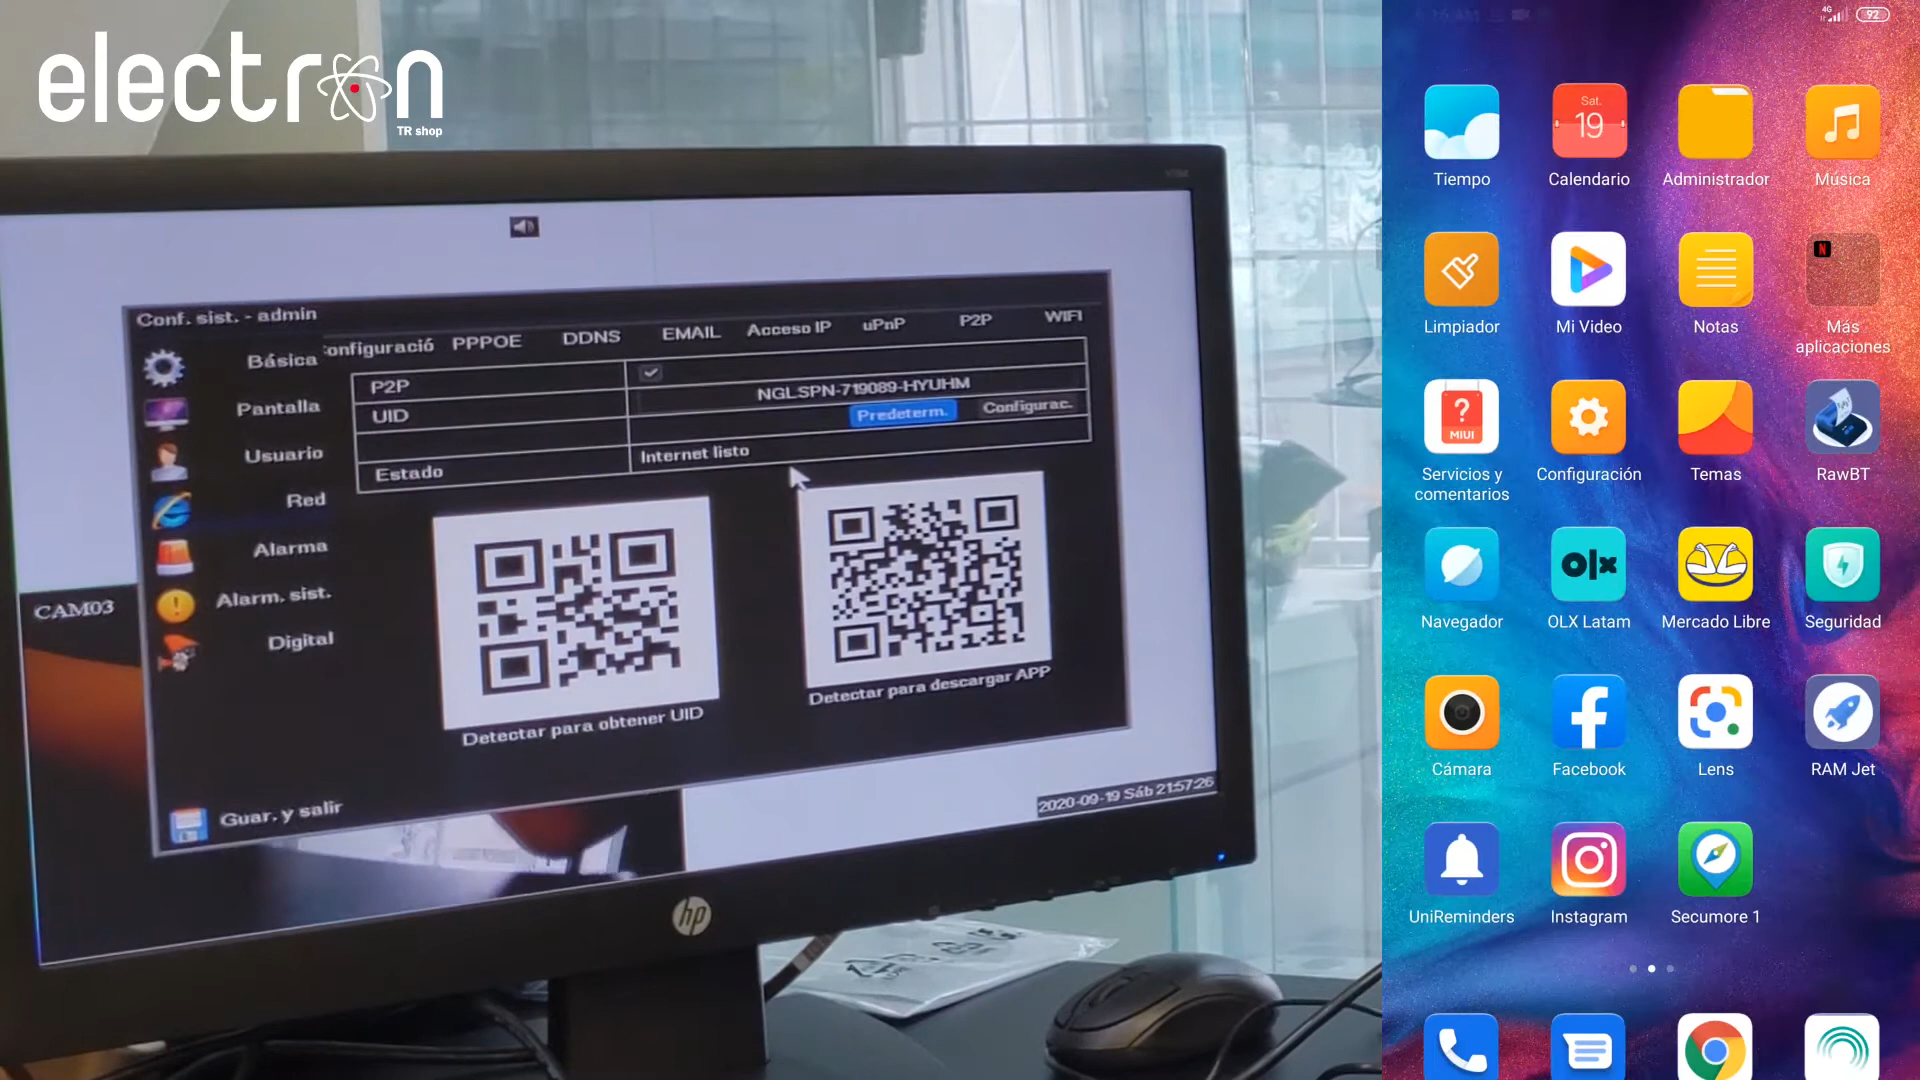 electron
TR shop
Conf. sist. - admin
Básica
Pantalla
Usuario
Red
Alarma
Alarm. sist.
Digital
Guar. y salir
onfiguració PPPOE DDNS EMAIL Acceso IP uPnP P2P WIFI
P2P
UID NGLSPN-719089-HYUHM
Predeterm. Configurac.
Estado Internet listo
Detectar para obtener UID
Detectar para descargar APP
CAM03
2020-09-19 Sáb 21:57:26
hp
4G
92
Sat.
19
Tiempo Calendario Administrador Música
N
Limpiador Mi Video Notas Más
aplicaciones
?
MIUI
Servicios y
comentarios
Configuración Temas RawBT
olx
Navegador OLX Latam Mercado Libre Seguridad
Cámara Facebook Lens RAM Jet
UniReminders Instagram Secumore 1